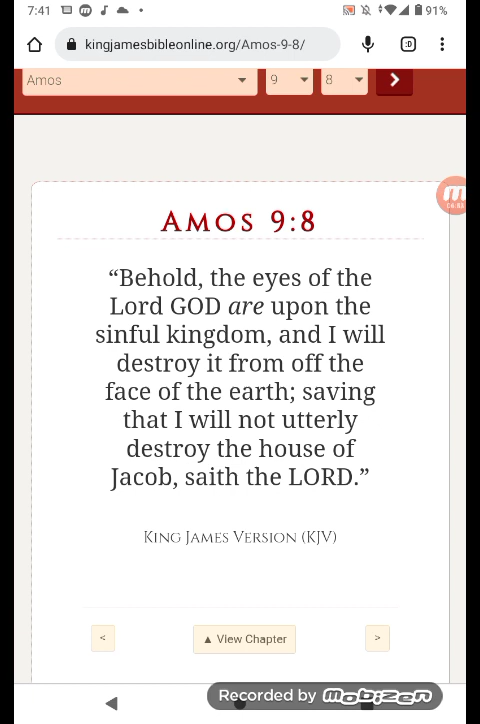 7:41
91%
kingjamesbibleonline.org/Amos-9-8/
:D
Amos
9
8
>
AMOS 9:8
“Behold, the eyes of the
Lord GOD are upon the
sinful kingdom, and I will
destroy it from off the
face of the earth; saving
that I will not utterly
destroy the house of
Jacob, saith the LORD.”
KING JAMES VERSION (KJV)
<
▲ View Chapter
>
Recorded by mobizen